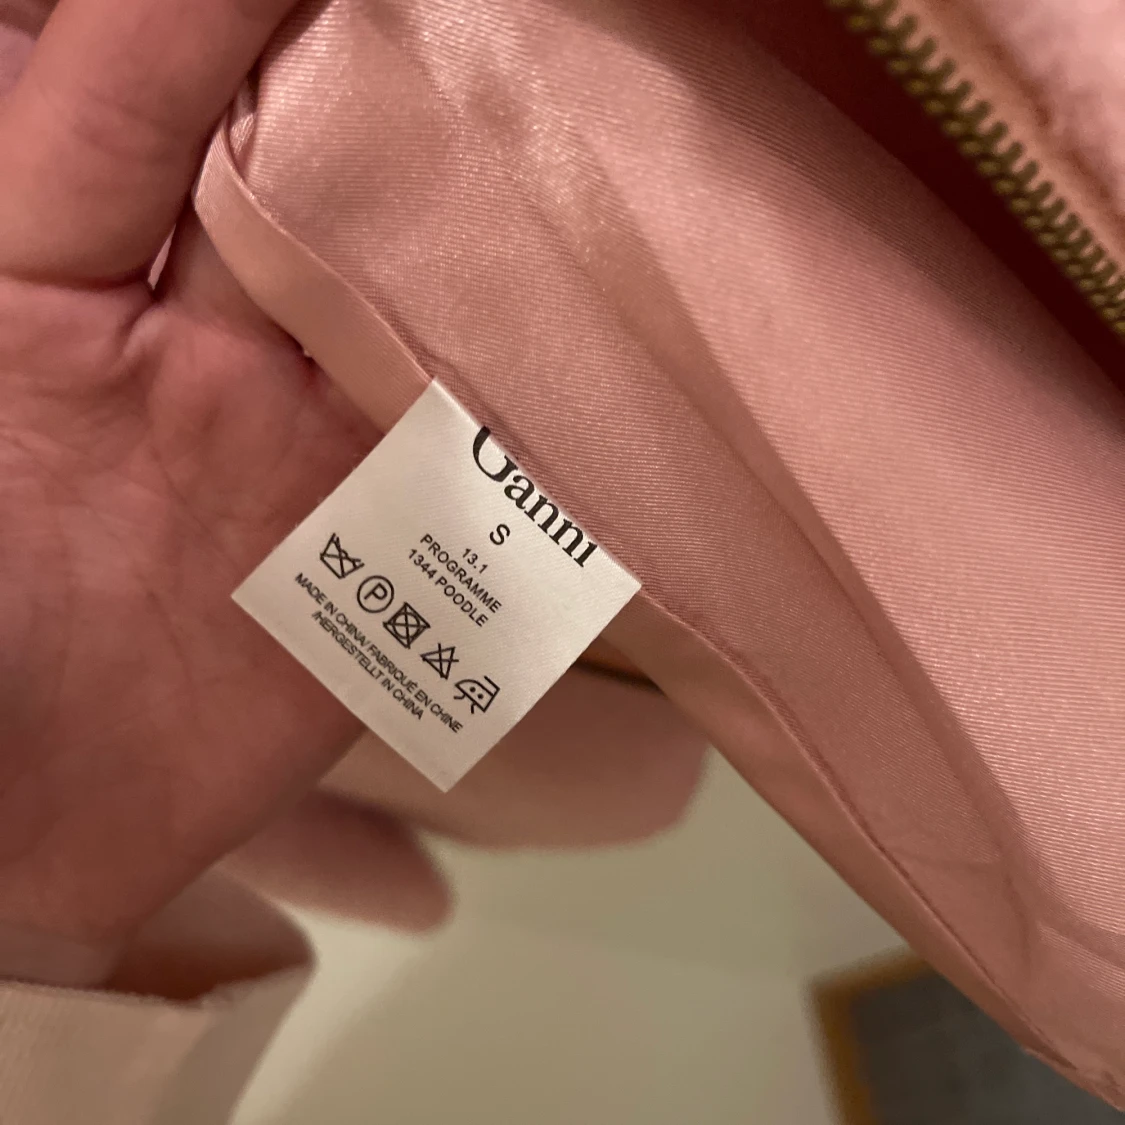 Ganni
S
13.1
PROGRAMME
1344 POODLE
P
MADE IN CHINA/ FABRIQUÉ EN CHINE
/HERGESTELLT IN CHINA